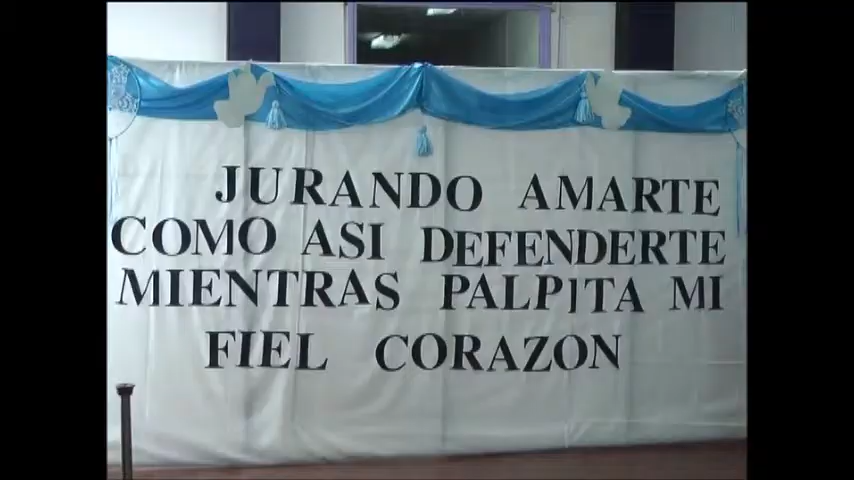 JURANDO AMARTE
COMO ASI DEFENDERTE
MIENTRAS PALPITA MI
FIEL CORAZON